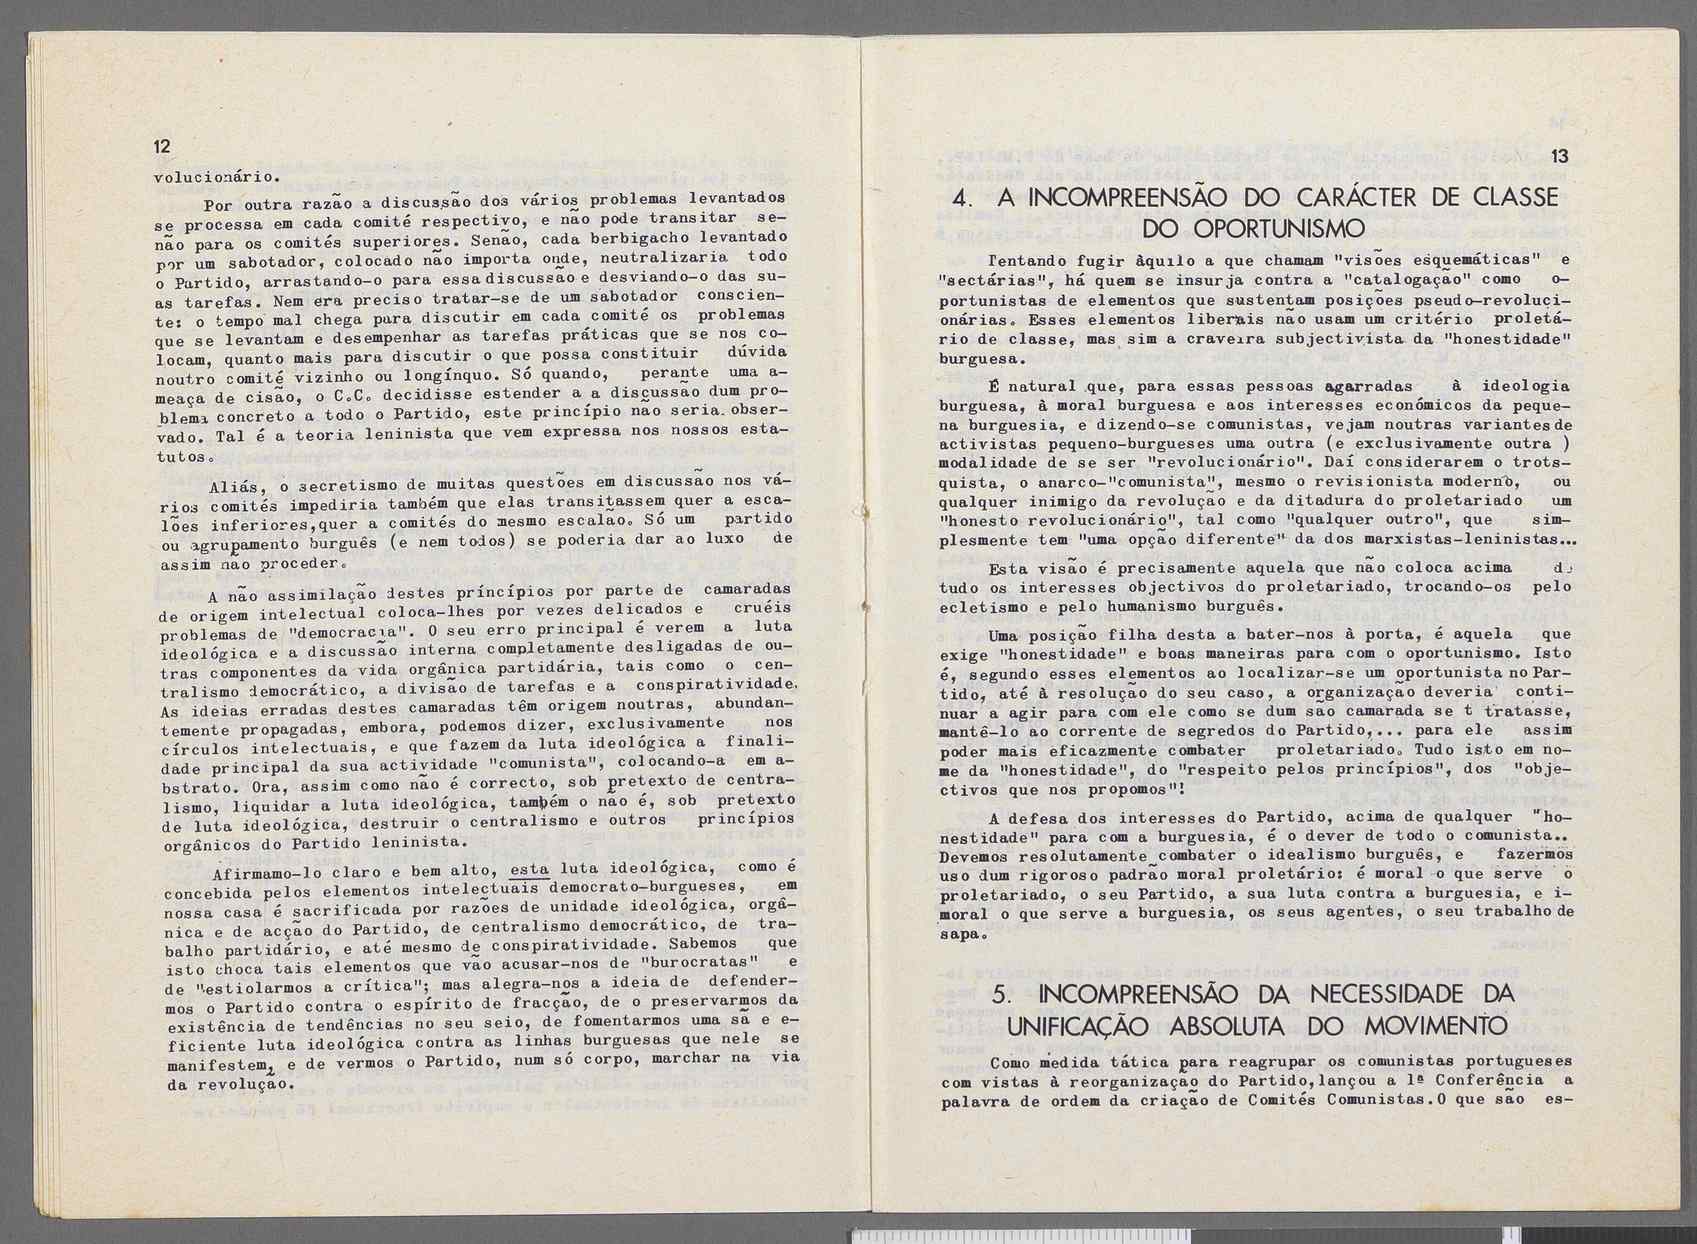 12
volucionário.
Por outra razão a discussão dos vários problemas levantados
se processa em cada comité respectivo, e não pode transitar se-
não para os comités superiores. Senão, cada berbigacho levantado
por um sabotador, colocado não importa onde, neutralizaria todo
o Partido, arrastando-o para essa discussão e desviando-o das su-
as tarefas. Nem era preciso tratar-se de um sabotador conscien-
te: o tempo mal chega para discutir em cada comité os problemas
que se levantam e desempenhar as tarefas práticas que se nos co-
locam, quanto mais para discutir o que possa constituir dúvida
noutro comité vizinho ou longínquo. Só quando, perante uma a-
meaça de cisão, o C.C. decidisse estender a a discussão dum pro-
blema concreto a todo o Partido, este princípio não seria obser-
vado. Tal é a teoria leninista que vem expressa nos nossos esta-
tutos.
Aliás, o secretismo de muitas questões em discussão nos vá-
rios comités impediria também que elas transitassem quer a esca-
lões inferiores,quer a comités do mesmo escalão. Só um partido
ou agrupamento burguês (e nem todos) se poderia dar ao luxo de
assim não proceder.
A não assimilação destes príncípios por parte de camaradas
de origem intelectual coloca-lhes por vezes delicados e cruéis
problemas de "democracia". O seu erro principal é verem a luta
ideológica e a discussão interna completamente desligadas de ou-
tras componentes da vida orgânica partidária, tais como o cen-
tralismo democrático, a divisão de tarefas e a conspiratividade.
As ideias erradas destes camaradas têm origem noutras, abundan-
temente propagadas, embora, podemos dizer, exclusivamente nos
círculos intelectuais, e que fazem da luta ideológica a finali-
dade principal da sua actividade "comunista", colocando-a em a-
bstrato. Ora, assim como não é correcto, sob pretexto de centra-
lismo, liquidar a luta ideológica, também o não é, sob pretexto
de luta ideológica, destruir o centralismo e outros princípios
orgânicos do Partido leninista.
Afirmamo-lo claro e bem alto, esta luta ideológica, como é
concebida pelos elementos intelectuais democrato-burgueses, em
nossa casa é sacrificada por razões de unidade ideológica, orgâ-
nica e de acção do Partido, de centralismo democrático, de tra-
balho partidário, e até mesmo de conspiratividade. Sabemos que
isto choca tais elementos que vão acusar-nos de "burocratas" e
de "estiolarmos a crítica"; mas alegra-nos a ideia de defender-
mos o Partido contra o espírito de fracção, de o preservarmos da
existência de tendências no seu seio, de fomentarmos uma sã e e-
ficiente luta ideológica contra as linhas burguesas que nele se
manifestem, e de vermos o Partido, num só corpo, marchar na via
da revolução.
13
4. A INCOMPREENSÃO DO CARÁCTER DE CLASSE
DO OPORTUNISMO
Tentando fugir àquilo a que chamam "visões esquemáticas" e
"sectárias", há quem se insurja contra a "catalogação" como o-
portunistas de elementos que sustentam posições pseudo-revoluci-
onárias. Esses elementos liberais não usam um critério proletá-
rio de classe, mas sim a craveira subjectivista da "honestidade"
burguesa.
É natural que, para essas pessoas agarradas à ideologia
burguesa, à moral burguesa e aos interesses económicos da peque-
na burguesia, e dizendo-se comunistas, vejam noutras variantes de
activistas pequeno-burgueses uma outra (e exclusivamente outra )
modalidade de se ser "revolucionário". Daí considerarem o trots-
quista, o anarco-"comunista", mesmo o revisionista moderno, ou
qualquer inimigo da revolução e da ditadura do proletariado um
"honesto revolucionário", tal como "qualquer outro", que sim-
plesmente tem "uma opção diferente" da dos marxistas-leninistas...
Esta visão é precisamente aquela que não coloca acima de
tudo os interesses objectivos do proletariado, trocando-os pelo
ecletismo e pelo humanismo burguês.
Uma posição filha desta a bater-nos à porta, é aquela que
exige "honestidade" e boas maneiras para com o oportunismo. Isto
é, segundo esses elementos ao localizar-se um oportunista no Par-
tido, até à resolução do seu caso, a organização deveria conti-
nuar a agir para com ele como se dum são camarada se t tratasse,
mantê-lo ao corrente de segredos do Partido,... para ele assim
poder mais eficazmente combater proletariado. Tudo isto em no-
me da "honestidade", do "respeito pelos princípios", dos "obje-
ctivos que nos propomos"!
A defesa dos interesses do Partido, acima de qualquer "ho-
nestidade" para com a burguesia, é o dever de todo o comunista..
Devemos resolutamente combater o idealismo burguês, e fazermos
uso dum rigoroso padrão moral proletário: é moral o que serve o
proletariado, o seu Partido, a sua luta contra a burguesia, e i-
moral o que serve a burguesia, os seus agentes, o seu trabalho de
sapa.
5. INCOMPREENSÃO DA NECESSIDADE DA
UNIFICAÇÃO ABSOLUTA DO MOVIMENTO
Como medida tática para reagrupar os comunistas portugueses
com vistas à reorganização do Partido,lançou a 1ª Conferência a
palavra de ordem da criação de Comités Comunistas.O que são es-